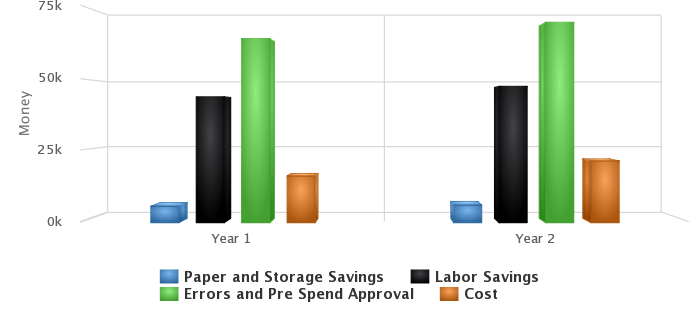 75k
50k
25k
0k
Money
Year 1
Year 2
Paper and Storage Savings
Labor Savings
Errors and Pre Spend Approval
Cost